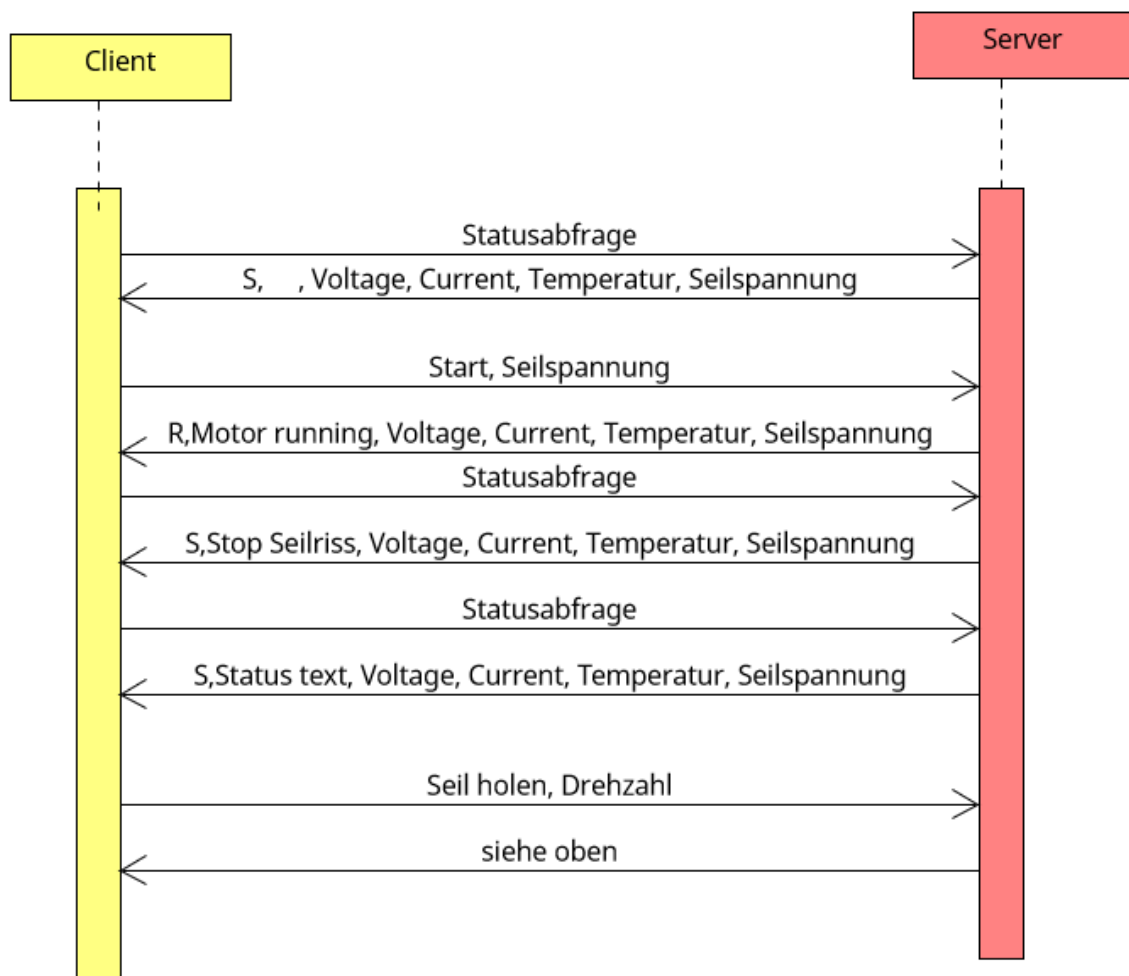 Client
Server
Statusabfrage
S,     , Voltage, Current, Temperatur, Seilspannung
Start, Seilspannung
R,Motor running, Voltage, Current, Temperatur, Seilspannung
Statusabfrage
S,Stop Seilriss, Voltage, Current, Temperatur, Seilspannung
Statusabfrage
S,Status text, Voltage, Current, Temperatur, Seilspannung
Seil holen, Drehzahl
siehe oben